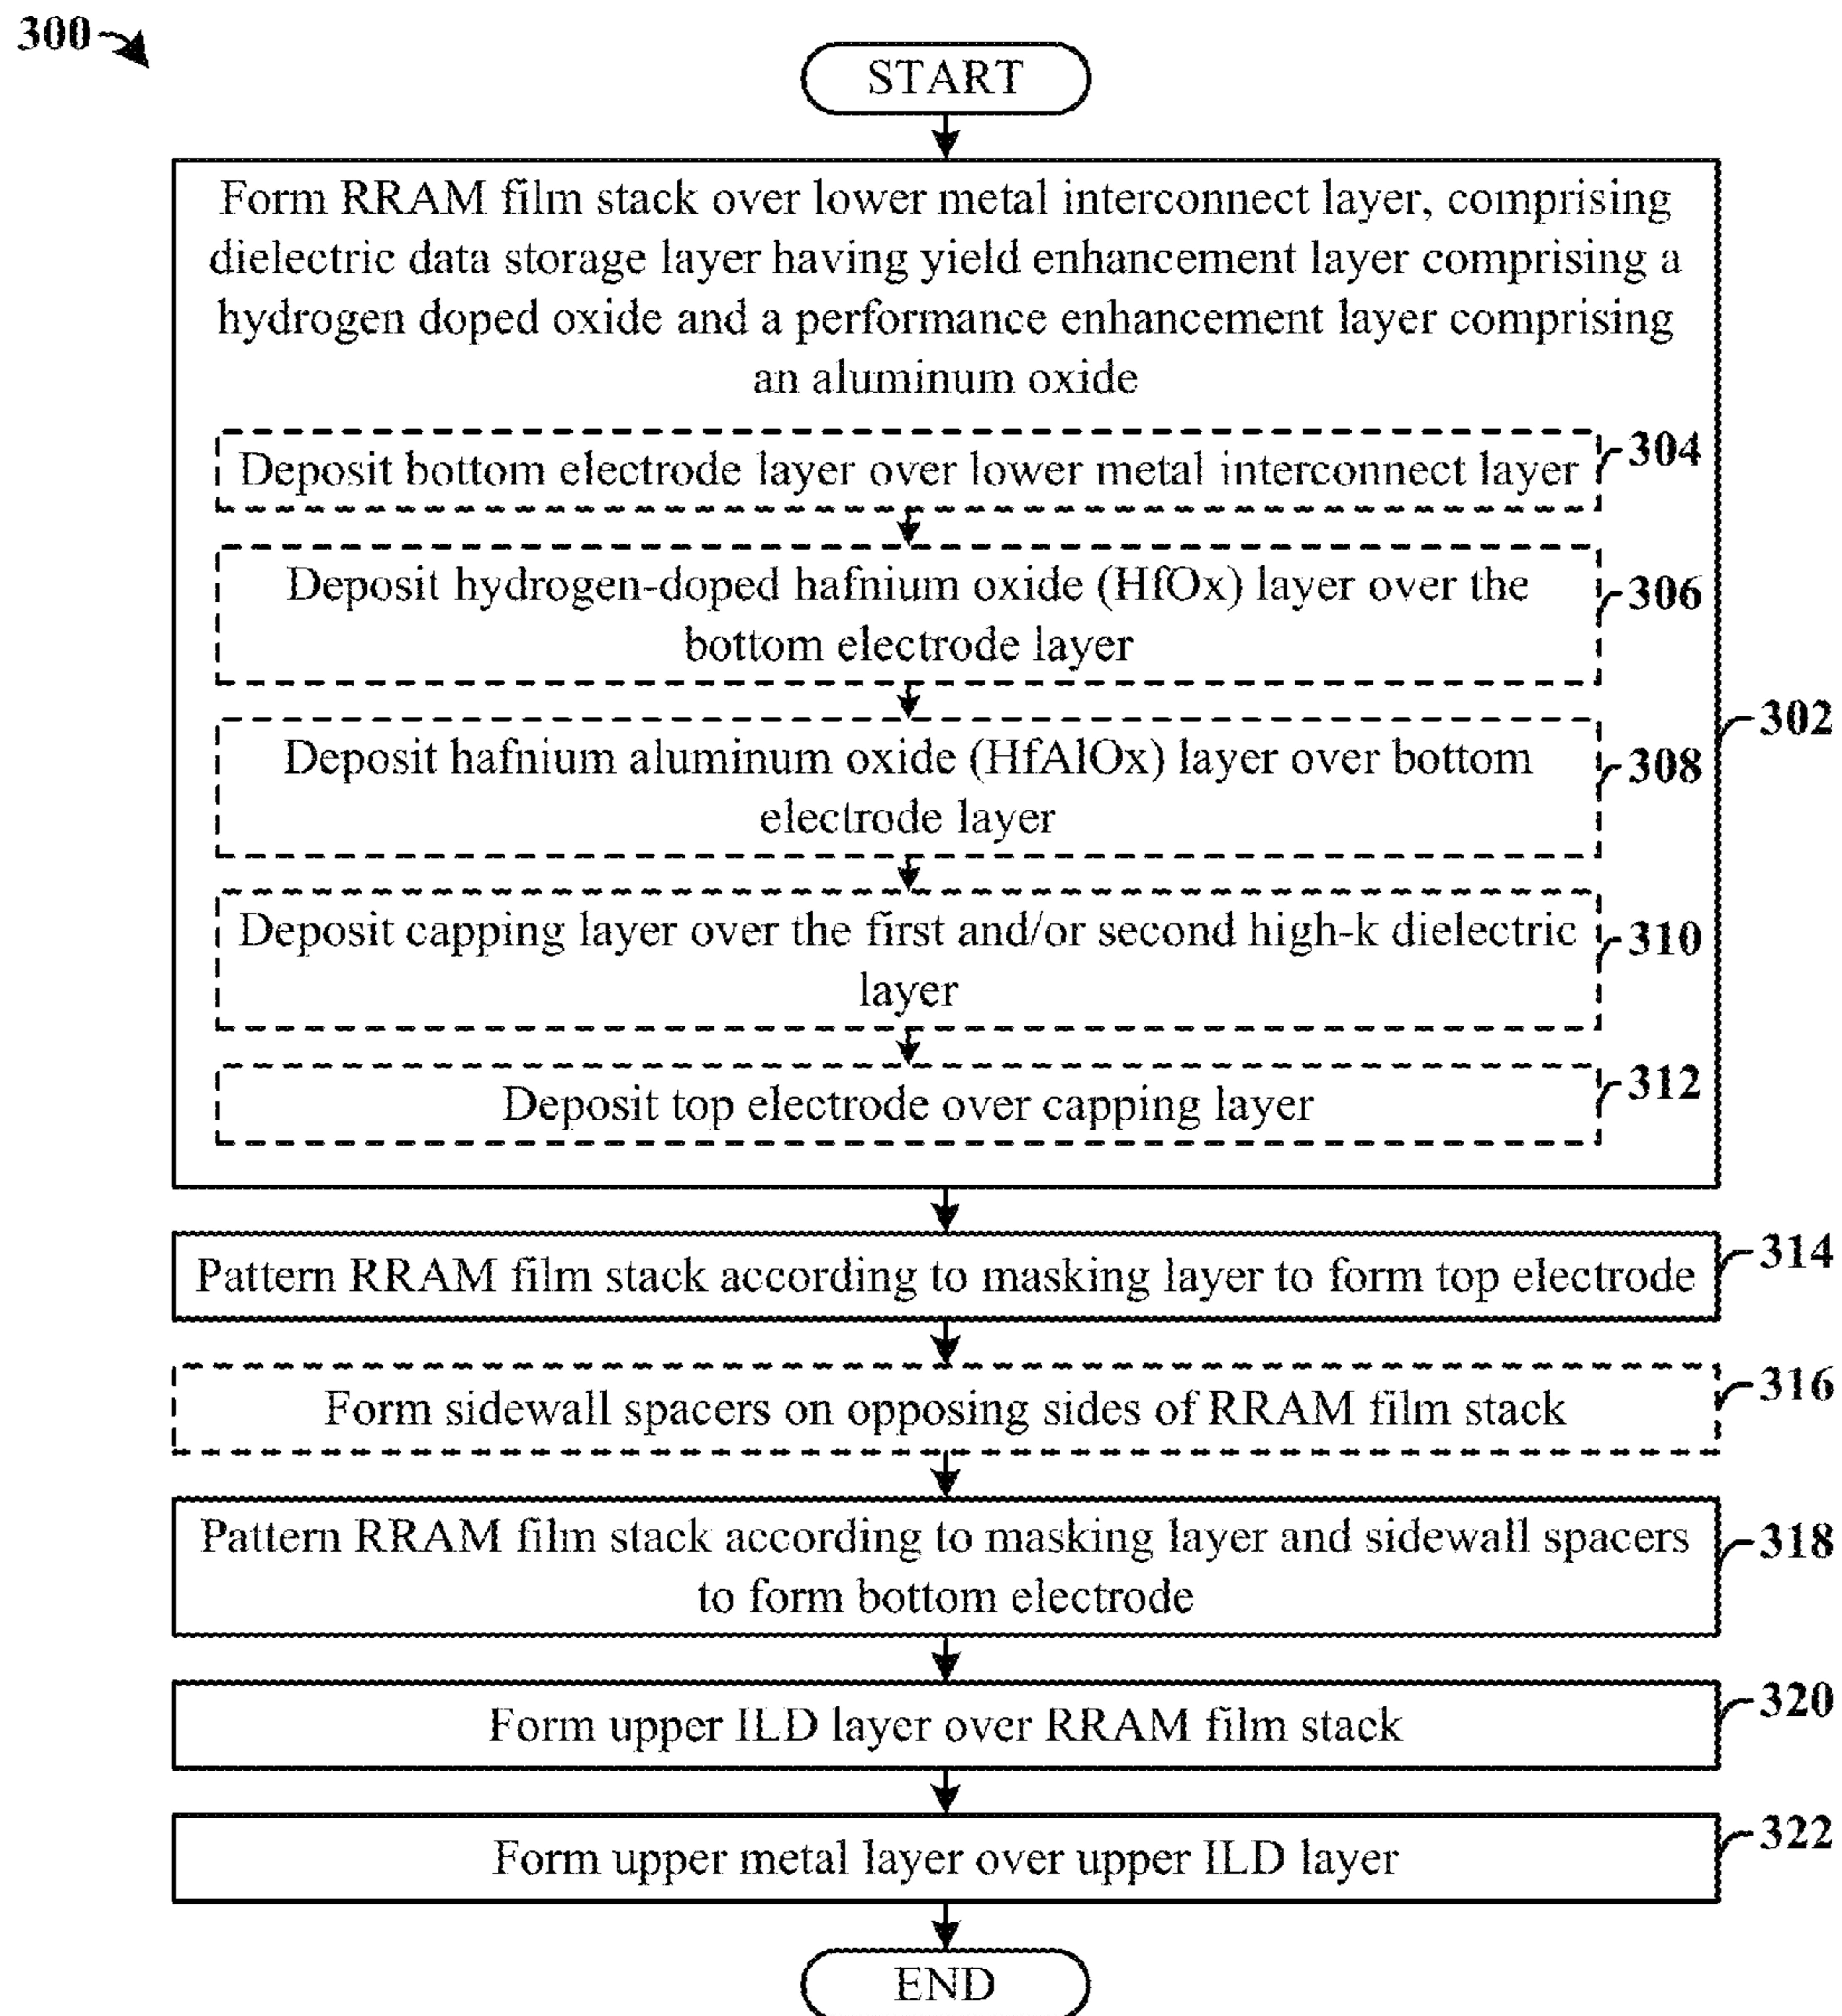 300
START
Form RRAM film stack over lower metal interconnect layer, comprising
dielectric data storage layer having yield enhancement layer comprising a
hydrogen doped oxide and a performance enhancement layer comprising
an aluminum oxide
Deposit bottom electrode layer over lower metal interconnect layer
304
Deposit hydrogen-doped hafnium oxide (HfOx) layer over the
bottom electrode layer
306
302
Deposit hafnium aluminum oxide (HfAlOx) layer over bottom
electrode layer
308
Deposit capping layer over the first and/or second high-k dielectric
layer
310
Deposit top electrode over capping layer
312
Pattern RRAM film stack according to masking layer to form top electrode
314
Form sidewall spacers on opposing sides of RRAM film stack
316
Pattern RRAM film stack according to masking layer and sidewall spacers
to form bottom electrode
318
Form upper ILD layer over RRAM film stack
320
Form upper metal layer over upper ILD layer
322
END